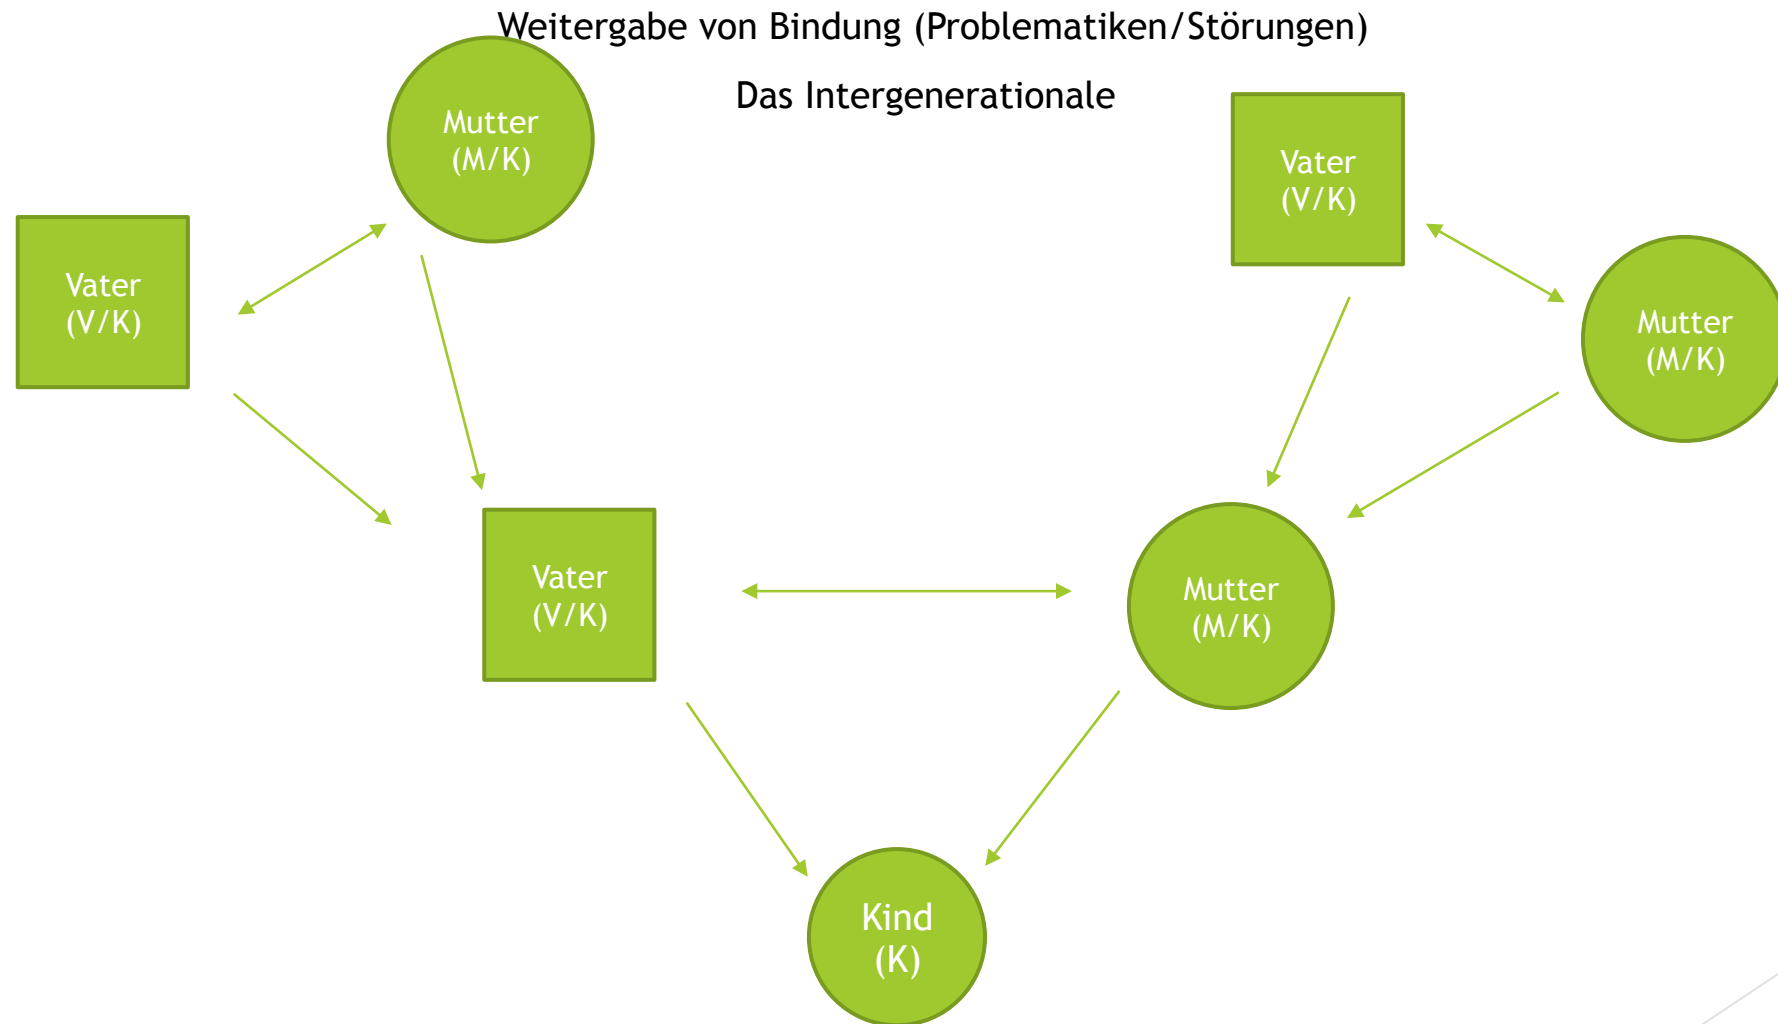 Weitergabe von Bindung (Problematiken/Störungen)
Das Intergenerationale
Mutter
(M/K)
Vater
(V/K)
Vater
(V/K)
Mutter
(M/K)
Vater
(V/K)
Mutter
(M/K)
Kind
(K)